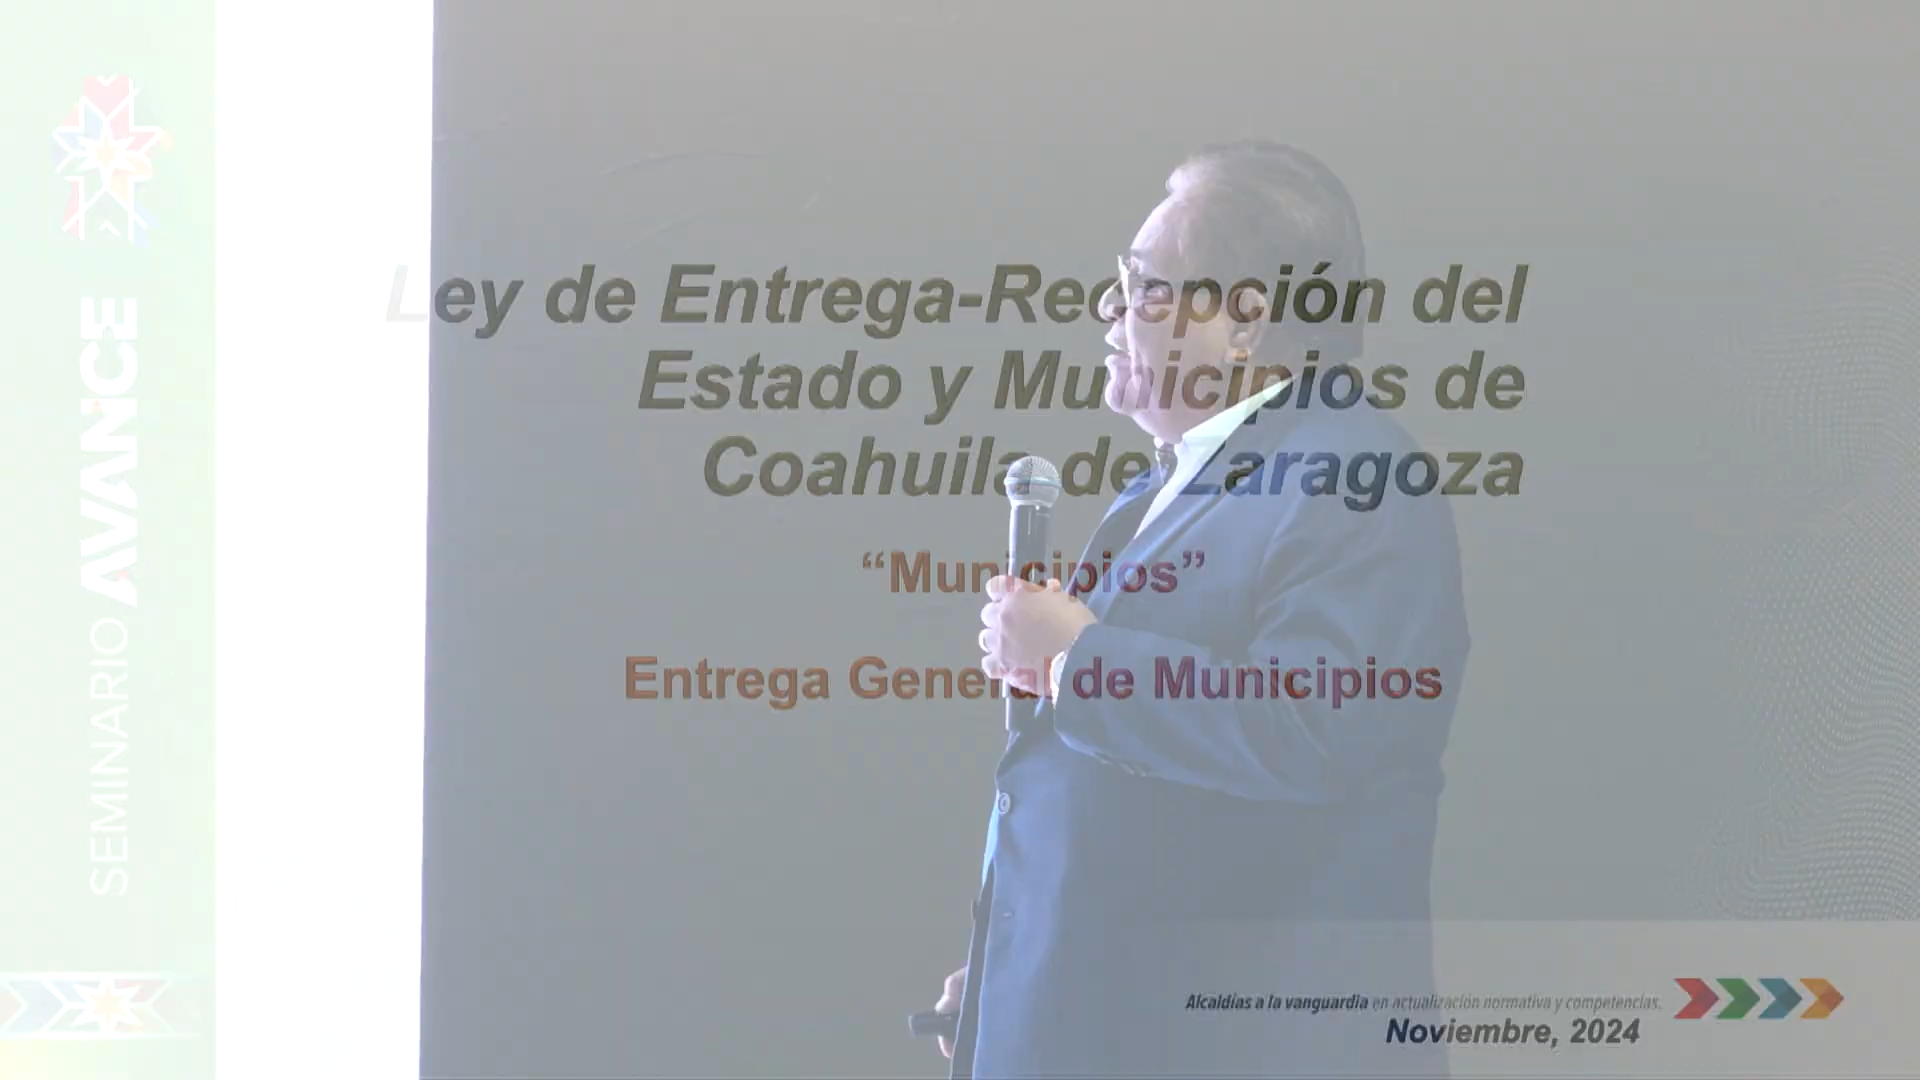 SEMINARIO AVANCE
Ley de Entrega-Recepción del
Estado y Municipios de
Coahuila de Zaragoza
“Municipios”
Entrega General de Municipios
Alcaldías a la vanguardia en actualización normativa y competencias.
Noviembre, 2024